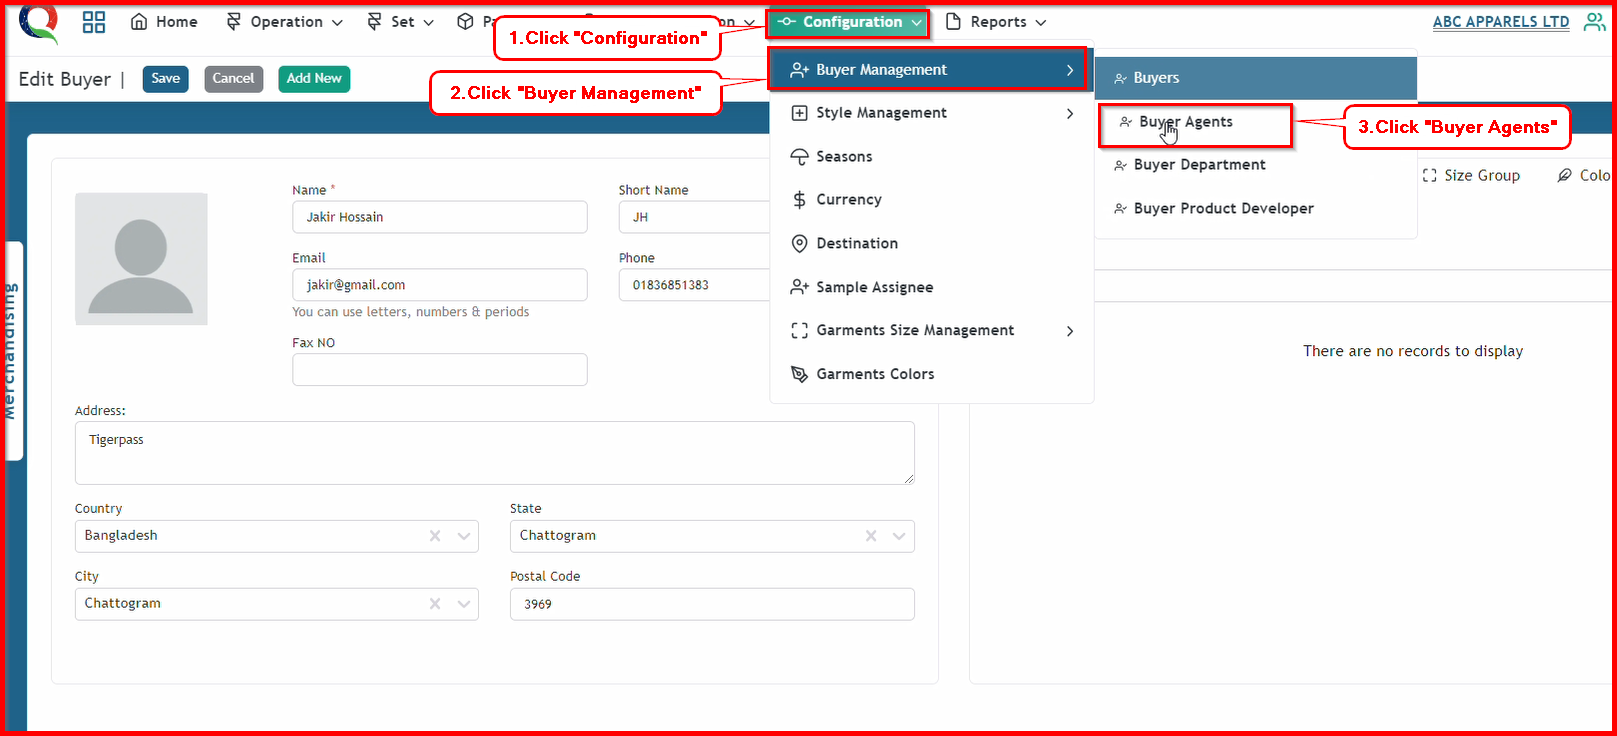 Home
Operation
Set
Configuration
Reports
ABC APPARELS LTD
1.Click "Configuration"
Edit Buyer |
Save
Cancel
Add New
2.Click "Buyer Management"
Buyer Management
Style Management
Seasons
Currency
Destination
Sample Assignee
Garments Size Management
Garments Colors
Buyers
Buyer Agents
Buyer Department
Buyer Product Developer
3.Click "Buyer Agents"
Size Group
Colo
Merchandising
Name *
Jakir Hossain
Short Name
JH
Email
jakir@gmail.com
Phone
01836851383
You can use letters, numbers & periods
Fax NO
There are no records to display
Address:
Tigerpass
Country
Bangladesh
State
Chattogram
City
Chattogram
Postal Code
3969